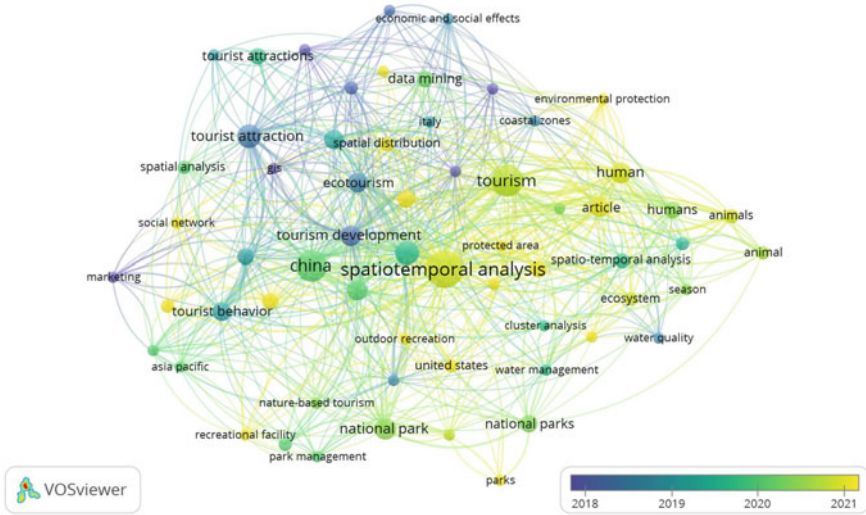 economic and social effects
tourist attractions
data mining
environmental protection
italy
coastal zones
tourist attraction
spatial distribution
spatial analysis
gis
ecotourism
tourism
human
social network
article
humans
animals
tourism development
protected area
marketing
china
spatiotemporal analysis
spatio-temporal analysis
animal
ecosystem
season
tourist behavior
cluster analysis
water quality
outdoor recreation
asia pacific
united states
water management
nature-based tourism
recreational facility
national park
national parks
park management
parks
VOSviewer
2018 2019 2020 2021